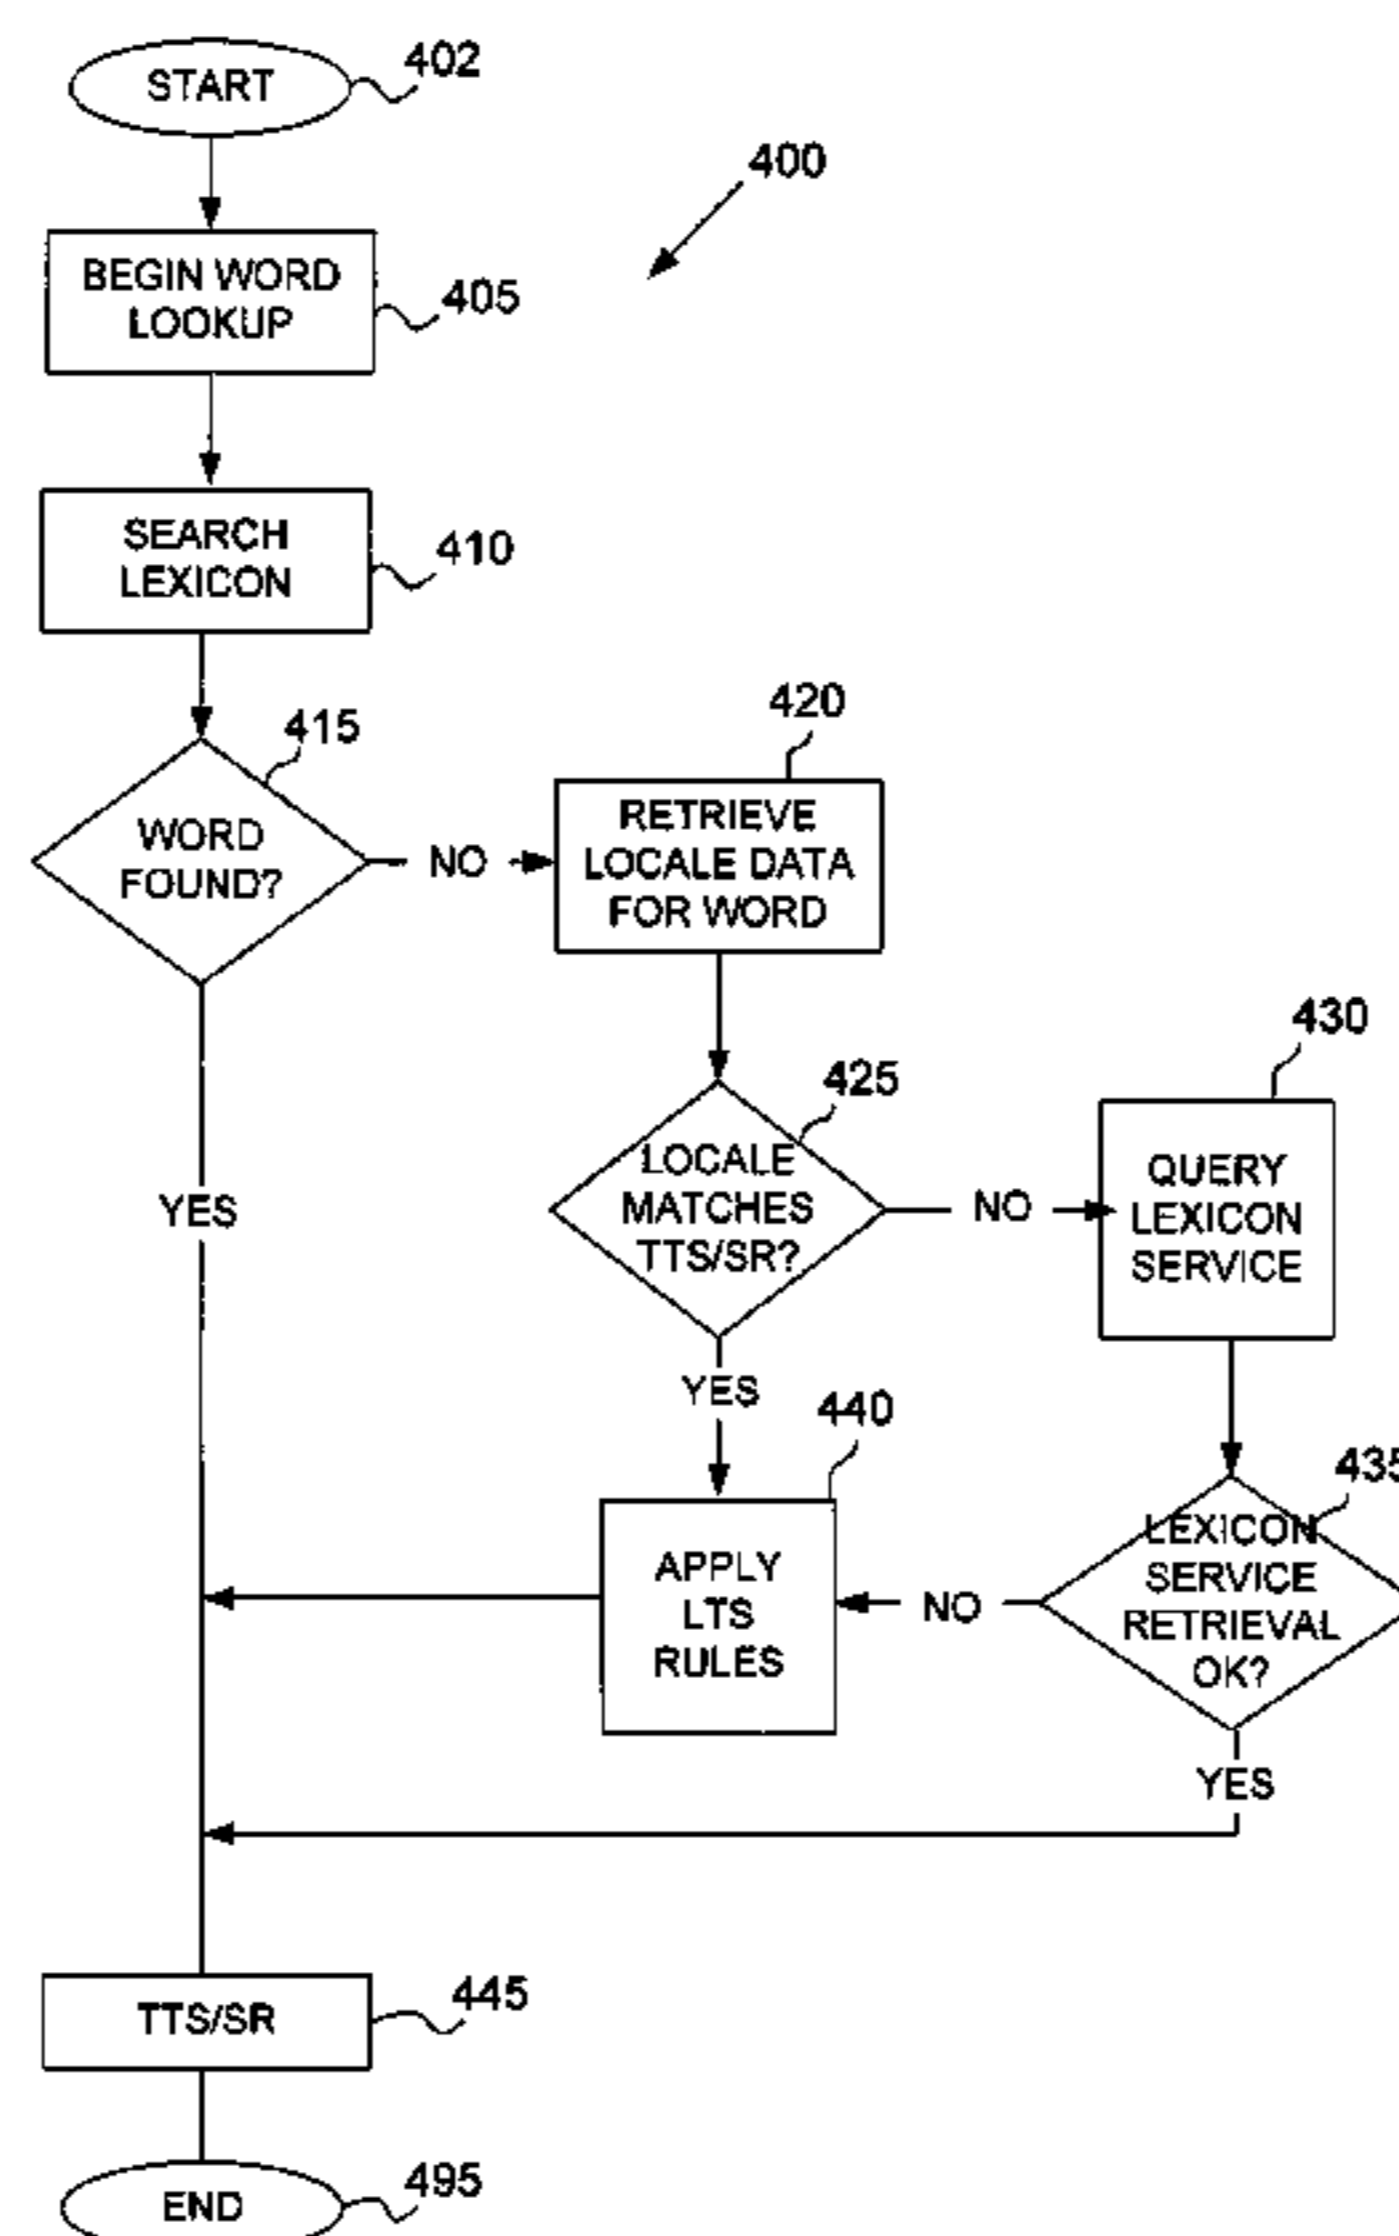 START
402
400
BEGIN WORD
LOOKUP
405
SEARCH
LEXICON
410
415
WORD
FOUND?
NO
420
RETRIEVE
LOCALE DATA
FOR WORD
YES
425
LOCALE
MATCHES
TTS/SR?
NO
430
QUERY
LEXICON
SERVICE
YES
440
APPLY
LTS
RULES
NO
435
LEXICON
SERVICE
RETRIEVAL
OK?
YES
TTS/SR
445
END
495